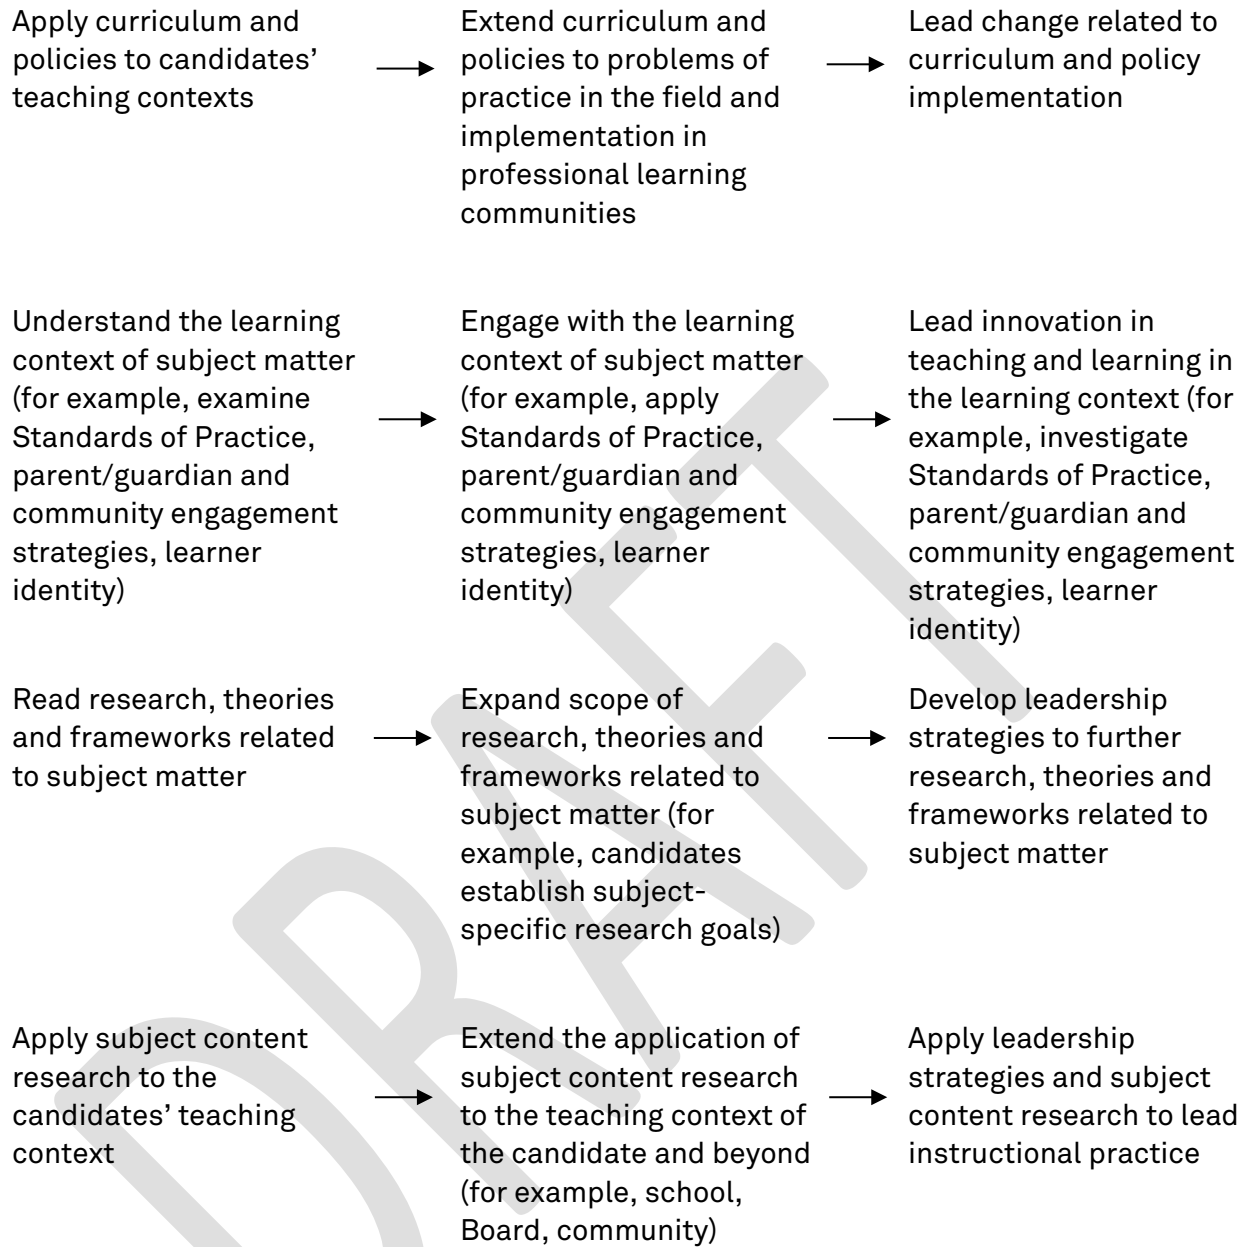 Apply curriculum and
policies to candidates’
teaching contexts
Extend curriculum and
policies to problems of
practice in the field and
implementation in
professional learning
communities
Lead change related to
curriculum and policy
implementation
Understand the learning
context of subject matter
(for example, examine
Standards of Practice,
parent/guardian and
community engagement
strategies, learner
identity)
Engage with the learning
context of subject matter
(for example, apply
Standards of Practice,
parent/guardian and
community engagement
strategies, learner
identity)
Lead innovation in
teaching and learning in
the learning context (for
example, investigate
Standards of Practice,
parent/guardian and
community engagement
strategies, learner
identity)
Read research, theories
and frameworks related
to subject matter
Expand scope of
research, theories and
frameworks related to
subject matter (for
example, candidates
establish subject-
specific research goals)
Develop leadership
strategies to further
research, theories and
frameworks related to
subject matter
Apply subject content
research to the
candidates’ teaching
context
Extend the application of
subject content research
to the teaching context of
the candidate and beyond
(for example, school,
Board, community)
Apply leadership
strategies and subject
content research to lead
instructional practice
DRAFT